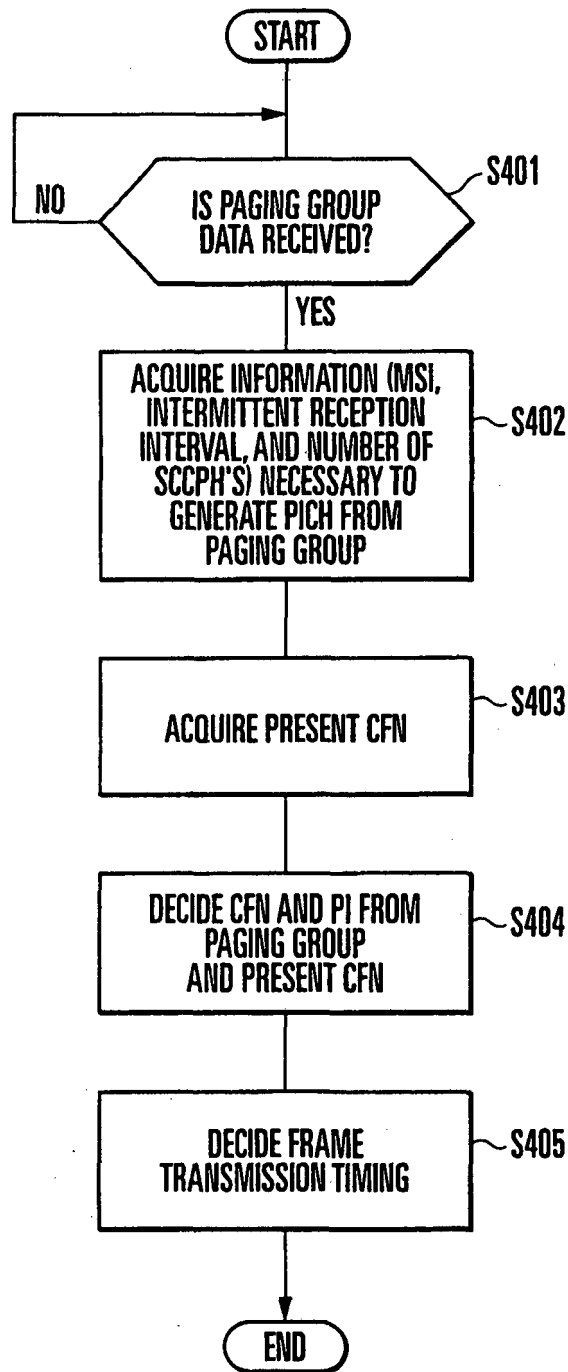 START
NO
IS PAGING GROUP
DATA RECEIVED?
S401
YES
ACQUIRE INFORMATION (MSI,
INTERMITTENT RECEPTION
INTERVAL, AND NUMBER OF
SCCPH'S) NECESSARY TO
GENERATE PICH FROM
PAGING GROUP
S402
ACQUIRE PRESENT CFN
S403
DECIDE CFN AND PI FROM
PAGING GROUP
AND PRESENT CFN
S404
DECIDE FRAME
TRANSMISSION TIMING
S405
END